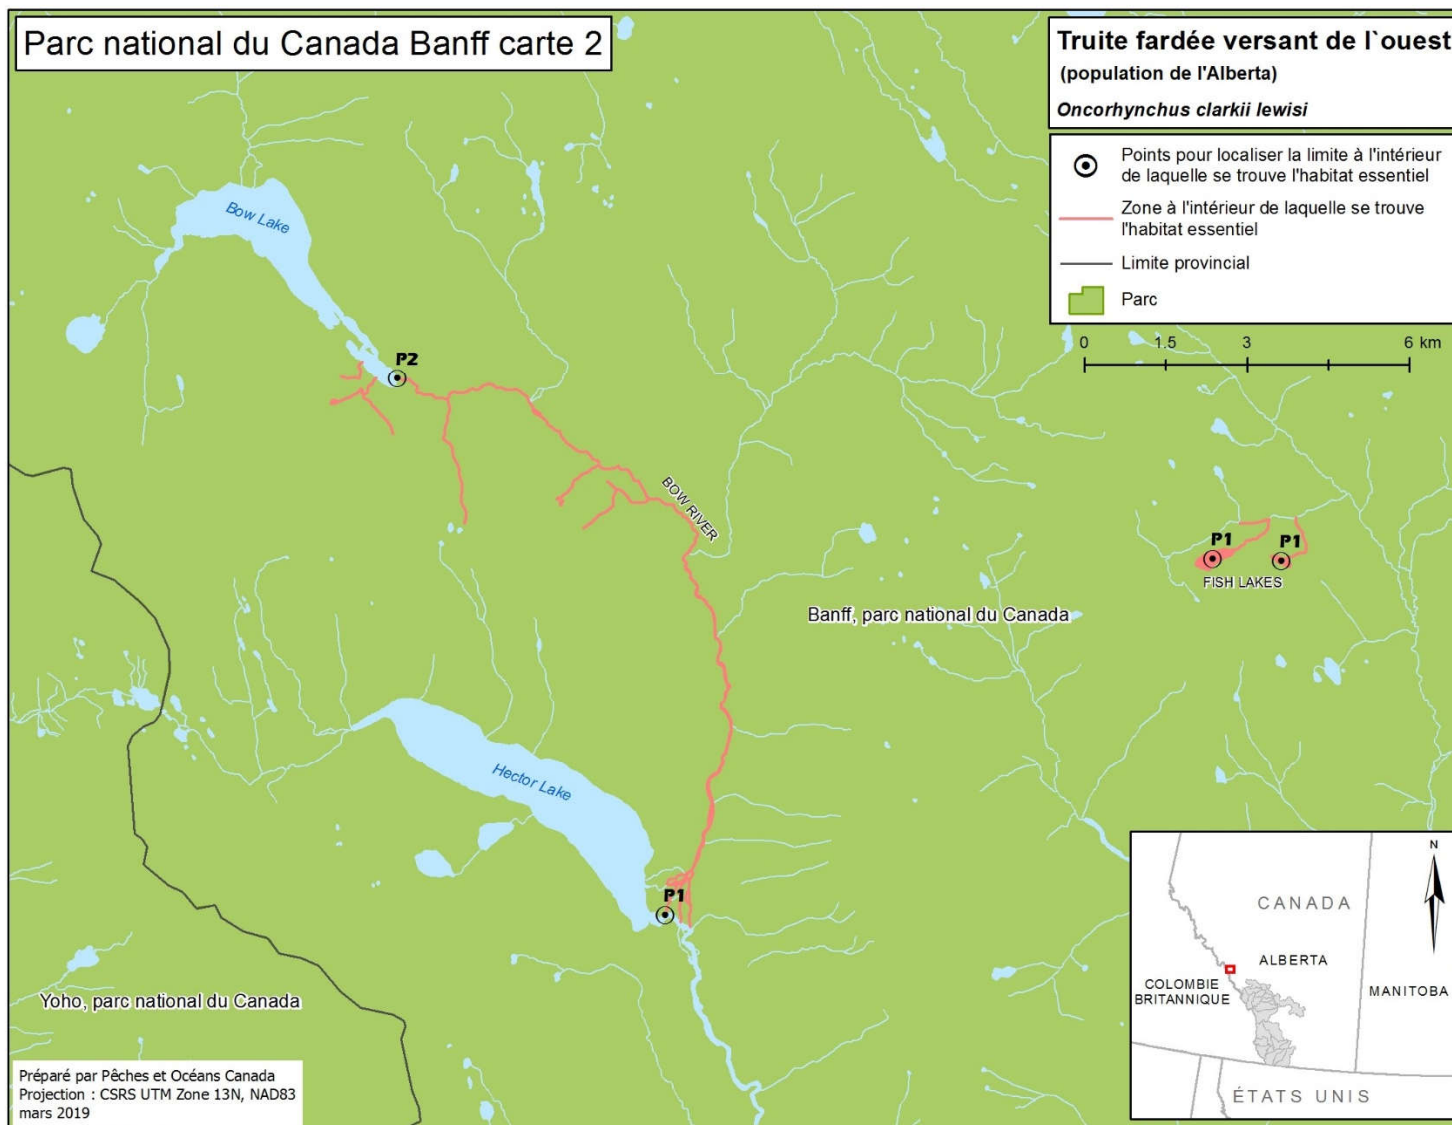 Parc national du Canada Banff carte 2
Truite fardée versant de l`ouest
(population de l'Alberta)
Oncorhynchus clarkii lewisi
Points pour localiser la limite à l'intérieur
de laquelle se trouve l'habitat essentiel
Zone à l'intérieur de laquelle se trouve
l'habitat essentiel
Limite provincial
Parc
0 1.5 3 6 km
Bow Lake
P2
BOW RIVER
P1 P1
FISH LAKES
Banff, parc national du Canada
Hector Lake
P1
Yoho, parc national du Canada
N
CANADA
ALBERTA
COLOMBIE
BRITANNIQUE
MANITOBA
ÉTATS UNIS
Préparé par Pêches et Océans Canada
Projection : CSRS UTM Zone 13N, NAD83
mars 2019